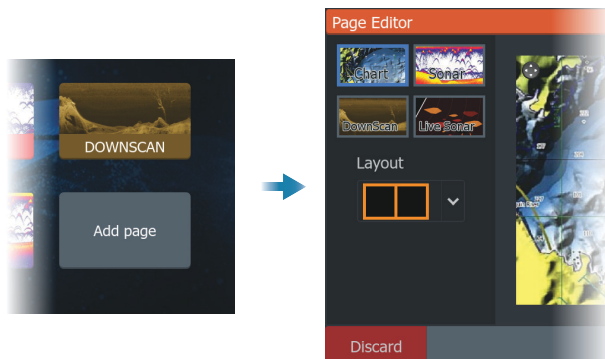 DOWNSCAN
Add page
Page Editor
Chart
Sonar
DownScan
Live Sonar
Layout
Discard